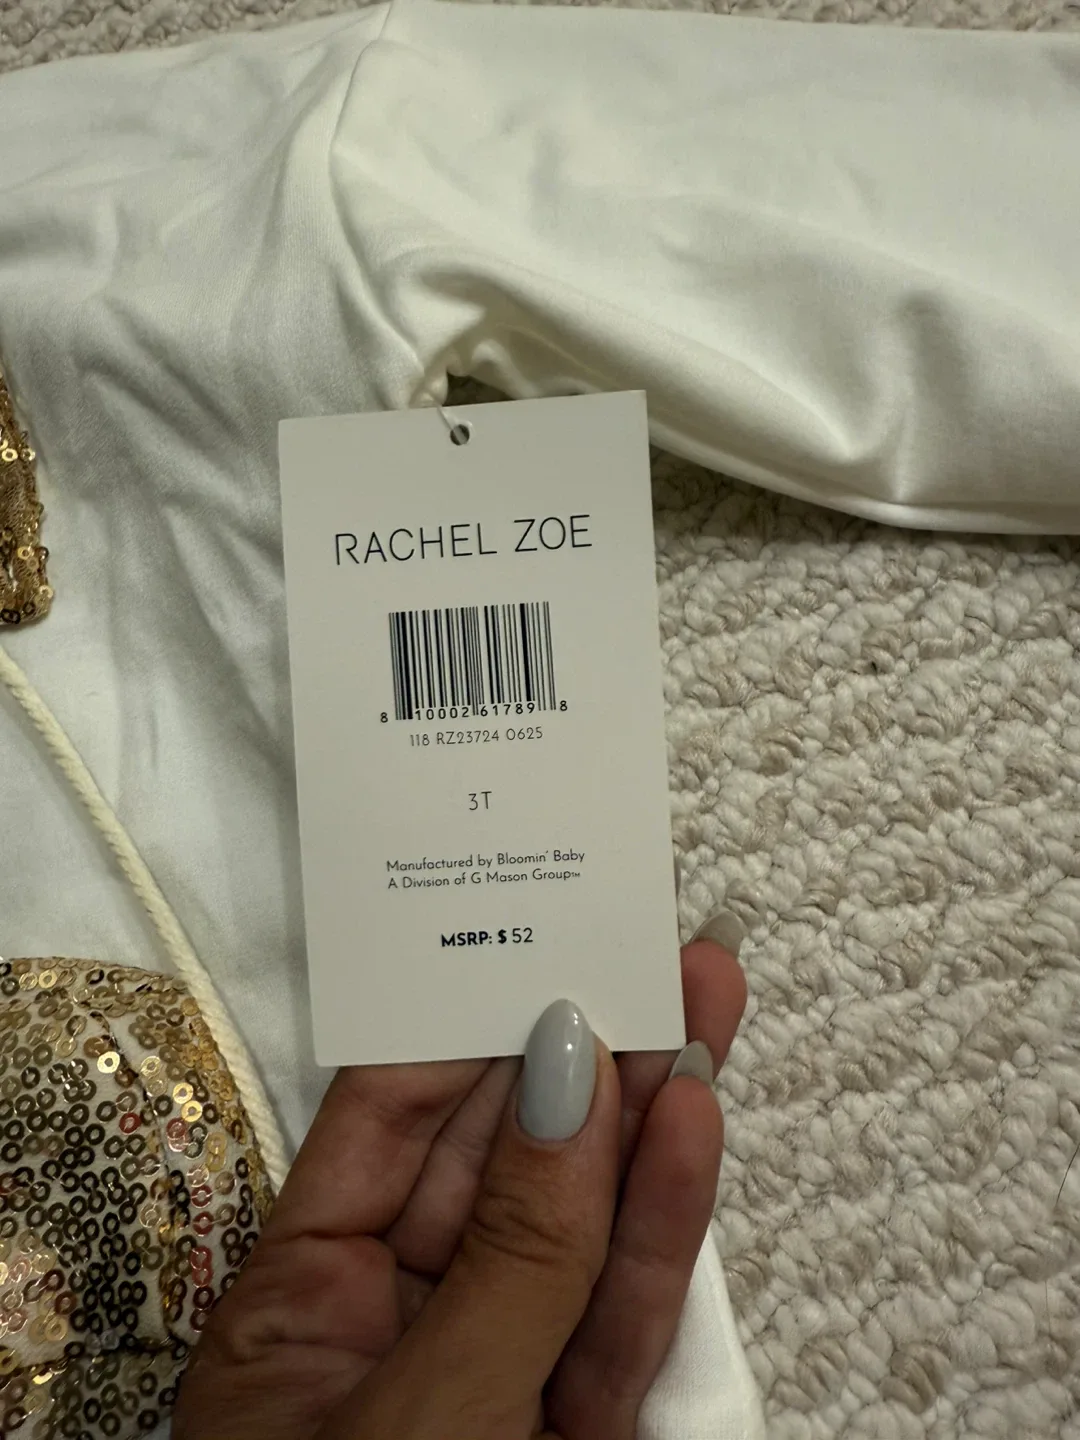 RACHEL ZOE
8 10002 61789 8
118 RZ23724 0625
3T
Manufactured by Bloomin' Baby
A Division of G Mason Group™
MSRP: $ 52